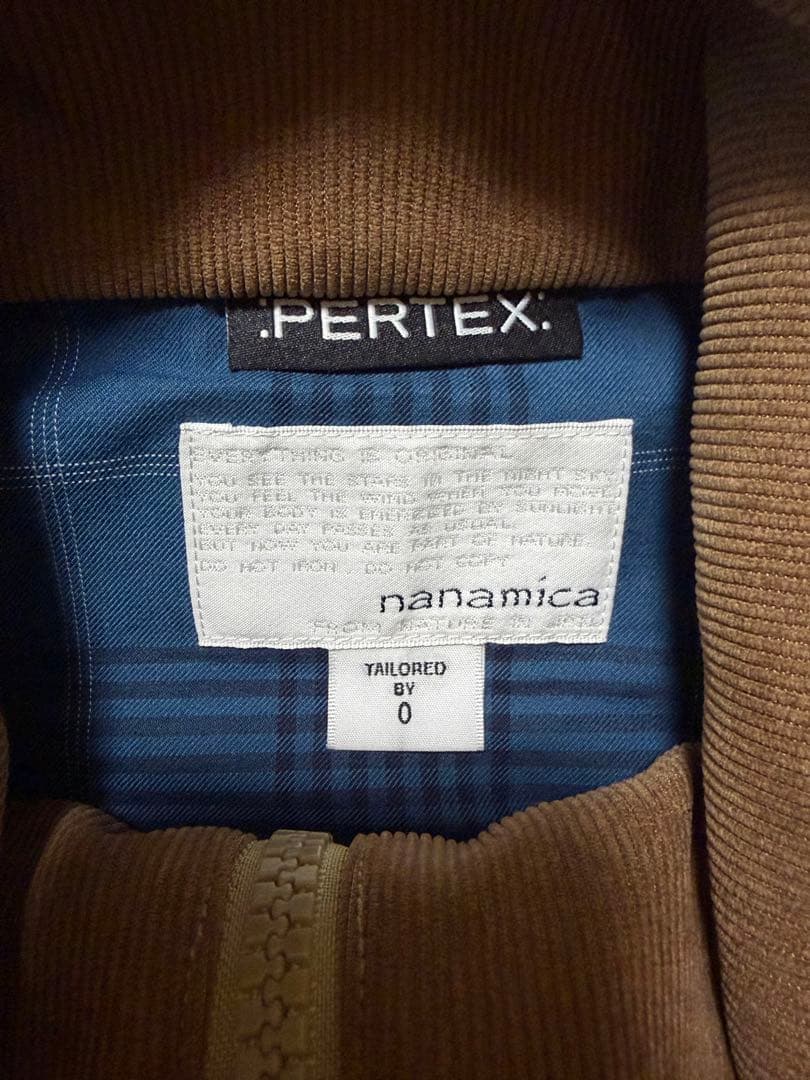 .:PERTEX:.
EVERYTHING IS ORIGINAL
YOU SEE THE STARS IN THE NIGHT SKY.
YOU FEEL THE WIND WHEN YOU MOVE.
YOUR BODY IS ENERGIZED BY SUNLIGHT
EVERY DAY PASSES AS USUAL.
BUT NOW YOU ARE PART OF NATURE.
DO NOT IRON, DO NOT COPY
nanamica
FROM NATURE IN
TAILORED
BY
0